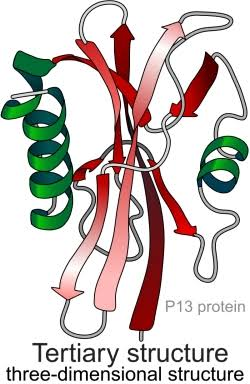 P13 protein
Tertiary structure
three-dimensional structure